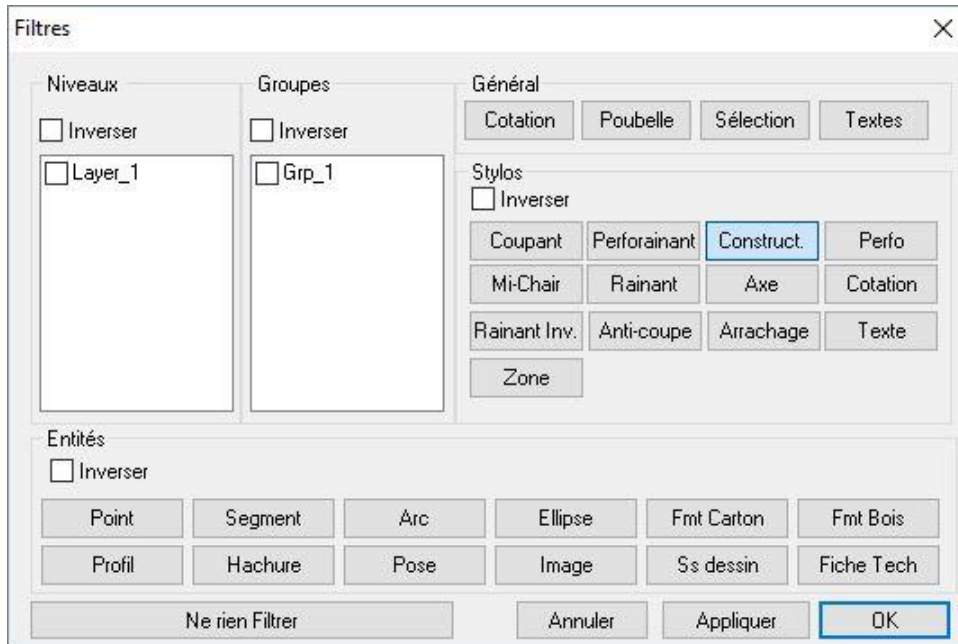 Filtres
Niveaux Groupes Général
Inverser Inverser Cotation Poubelle Sélection Textes
Layer_1 Grp_1 Stylos
Inverser
Coupant Perforainant Construct. Perfo
Mi-Chair Rainant Axe Cotation
Rainant Inv. Anti-coupe Arrachage Texte
Zone
Entités
Inverser
Point Segment Arc Ellipse Fmt Carton Fmt Bois
Profil Hachure Pose Image Ss dessin Fiche Tech
Ne rien Filtrer Annuler Appliquer OK